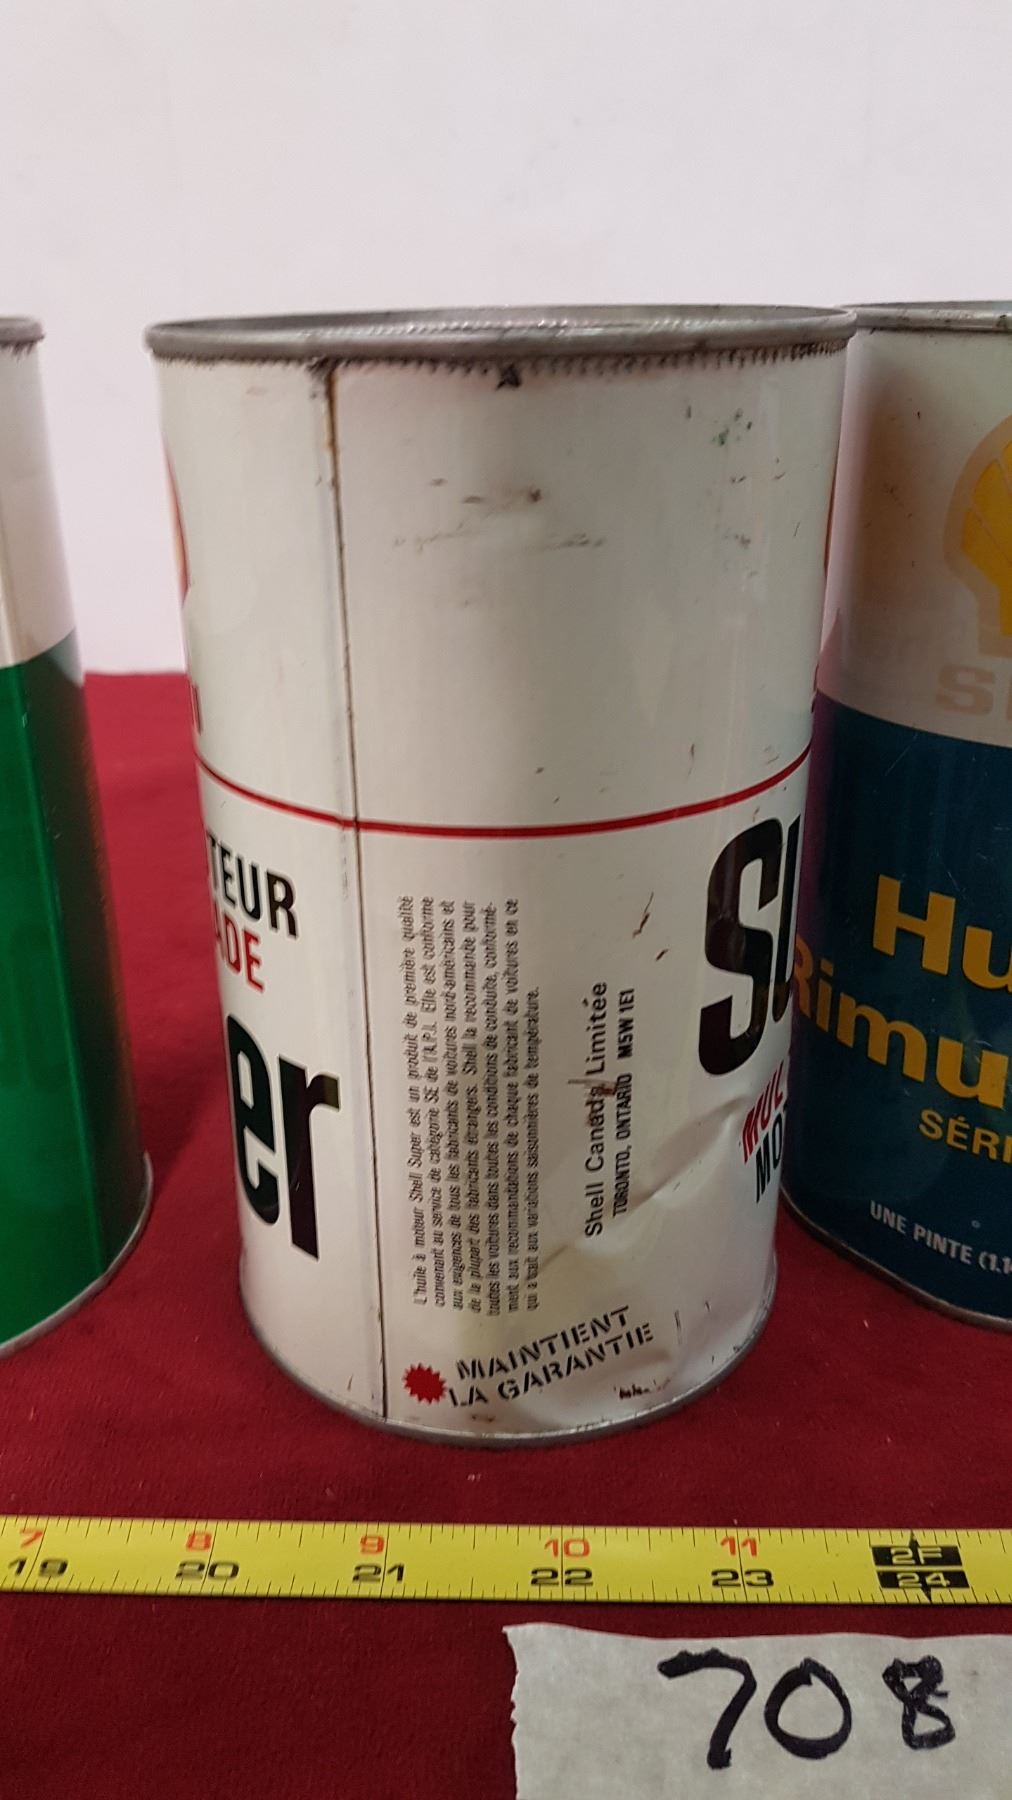 TEUR
ADE
er
L'huile à moteur Shell Super est un produit de première qualité
convenant au service de catégorie SE de l'A.P.I. Elle est conforme
aux exigences de tous les fabricants de voitures nord-américains et
de la plupart des fabricants étrangers. Shell la recommande pour
toutes les voitures dans toutes les conditions de conduite, conformé-
ment aux recommandations de chaque fabricant de voitures en ce
qui a trait aux variations saisonnières de température.
Shell Canada Limitée
TORONTO, ONTARIO M5W 1E1
MAINTIENT
LA GARANTIE
SU
MUL
MO
S
Hu
Rimu
SÉRI
UNE PINTE (1.1
7 8 9 10 11 2F
19 20 21 22 23 24
708